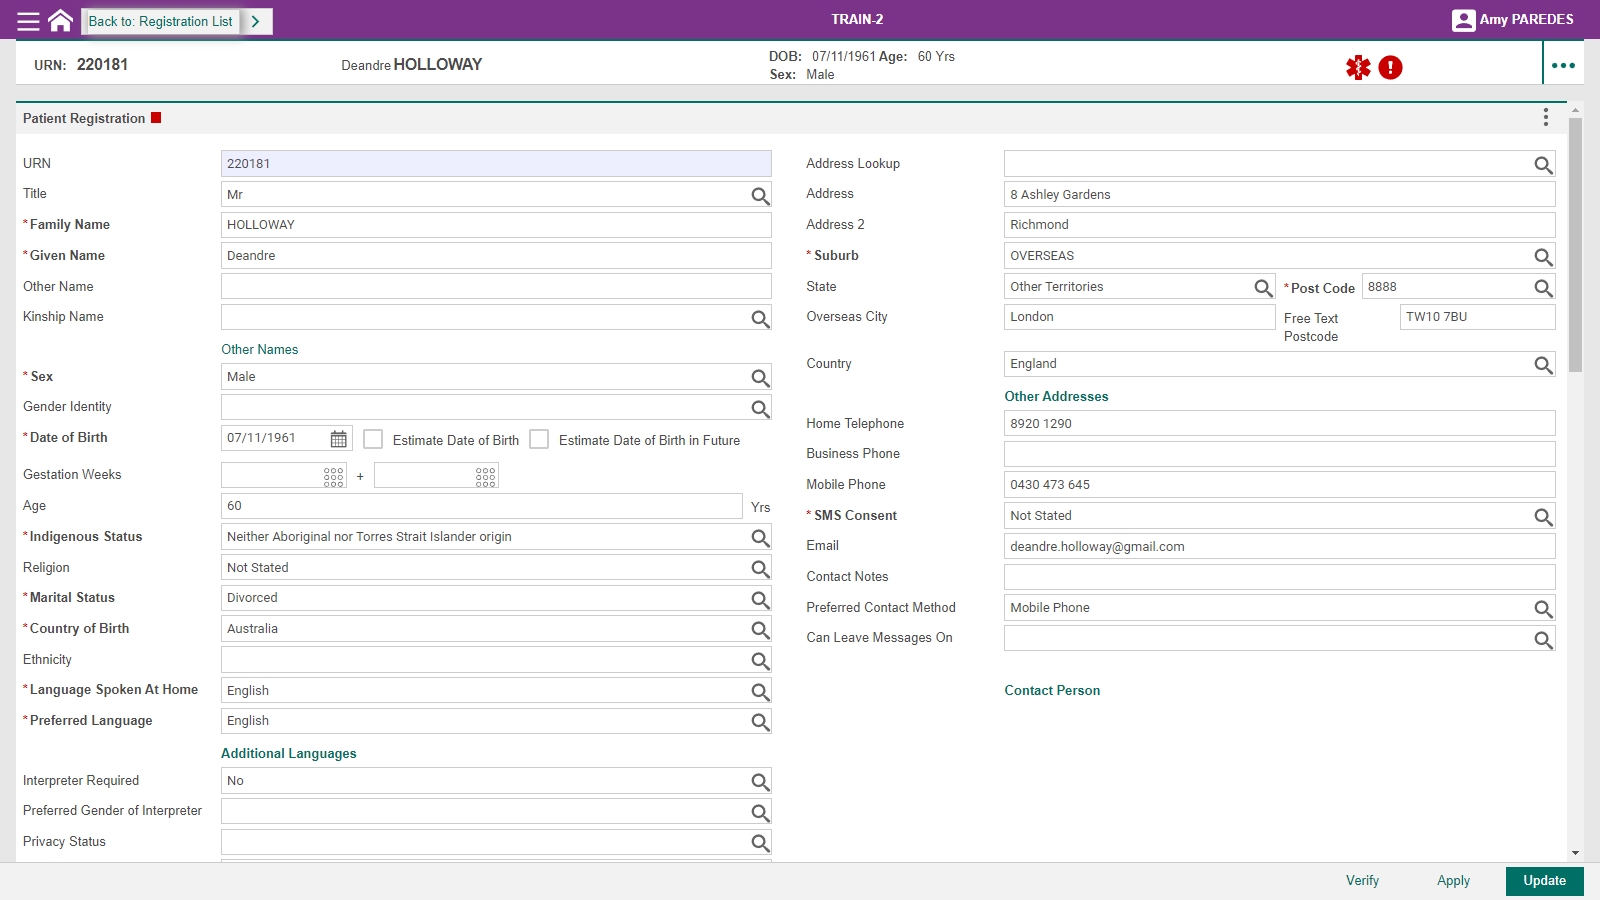 Back to: Registration List
TRAIN-2
Amy PAREDES
URN: 220181
Deandre HOLLOWAY
DOB: 07/11/1961 Age: 60 Yrs
Sex: Male
Patient Registration
URN 220181
Title Mr
*Family Name HOLLOWAY
*Given Name Deandre
Other Name
Kinship Name
Other Names
*Sex Male
Gender Identity
*Date of Birth 07/11/1961 Estimate Date of Birth Estimate Date of Birth in Future
Gestation Weeks +
Age 60 Yrs
*Indigenous Status Neither Aboriginal nor Torres Strait Islander origin
Religion Not Stated
*Marital Status Divorced
*Country of Birth Australia
Ethnicity
*Language Spoken At Home English
*Preferred Language English
Additional Languages
Interpreter Required No
Preferred Gender of Interpreter
Privacy Status
Address Lookup
Address 8 Ashley Gardens
Address 2 Richmond
*Suburb OVERSEAS
State Other Territories *Post Code 8888
Overseas City London Free Text TW10 7BU
Postcode
Country England
Other Addresses
Home Telephone 8920 1290
Business Phone
Mobile Phone 0430 473 645
*SMS Consent Not Stated
Email deandre.holloway@gmail.com
Contact Notes
Preferred Contact Method Mobile Phone
Can Leave Messages On
Contact Person
Verify Apply Update